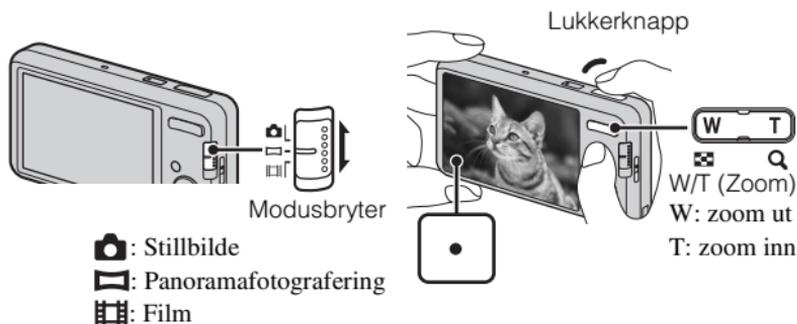 Modusbryter
: Stillbilde
: Panoramafotografering
: Film
Lukkerknapp
W T
W/T (Zoom)
W: zoom ut
T: zoom inn